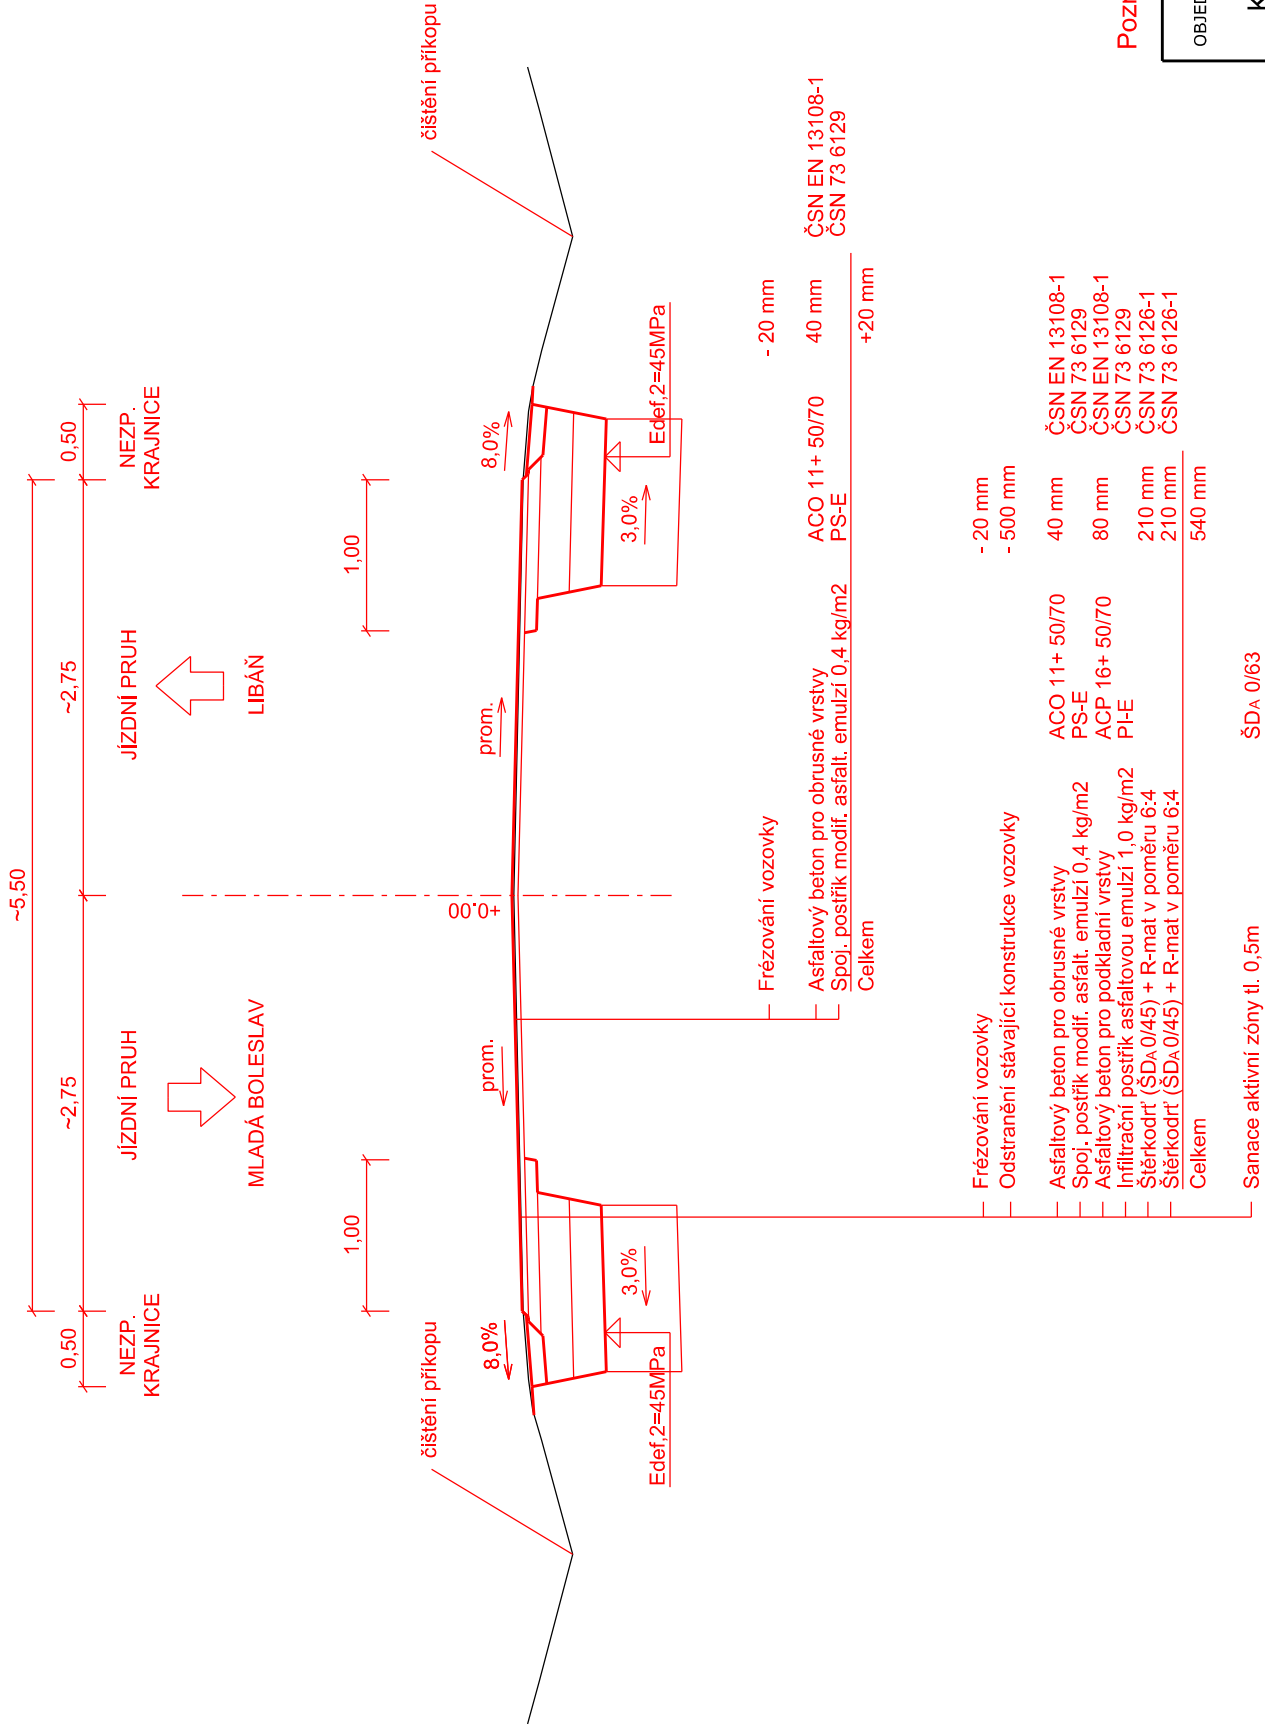 ~5,50
0,50
~2,75
~2,75
0,50
NEZP.
KRAJNICE
JÍZDNÍ PRUH
JÍZDNÍ PRUH
NEZP.
KRAJNICE
MLADÁ BOLESLAV
LIBÁŇ
1,00
1,00
čištění příkopu
čištění příkopu
8,0%
prom.
+0,00
prom.
8,0%
3,0%
3,0%
Edef,2=45MPa
Edef,2=45MPa
Frézování vozovky - 20 mm
Asfaltový beton pro obrusné vrstvy ACO 11+ 50/70 40 mm ČSN EN 13108-1
Spoj. postřik modif. asfalt. emulzí 0,4 kg/m2 PS-E ČSN 73 6129
Celkem +20 mm
Frézování vozovky - 20 mm
Odstranění stávající konstrukce vozovky - 500 mm
Asfaltový beton pro obrusné vrstvy ACO 11+ 50/70 40 mm ČSN EN 13108-1
Spoj. postřik modif. asfalt. emulzí 0,4 kg/m2 PS-E ČSN 73 6129
Asfaltový beton pro podkladní vrstvy ACP 16+ 50/70 80 mm ČSN EN 13108-1
Infiltrační postřik asfaltovou emulzí 1,0 kg/m2 PI-E ČSN 73 6129
Štěrkodrť (ŠDA 0/45) + R-mat v poměru 6:4 210 mm ČSN 73 6126-1
Štěrkodrť (ŠDA 0/45) + R-mat v poměru 6:4 210 mm ČSN 73 6126-1
Celkem 540 mm
Sanace aktivní zóny tl. 0,5m ŠDA 0/63
Pozn
OBJED
K